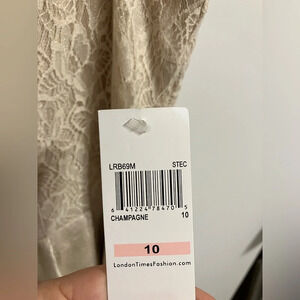 LRB69M STEC
6 41224 78470 5
CHAMPAGNE 10
10
LondonTimesFashion.com